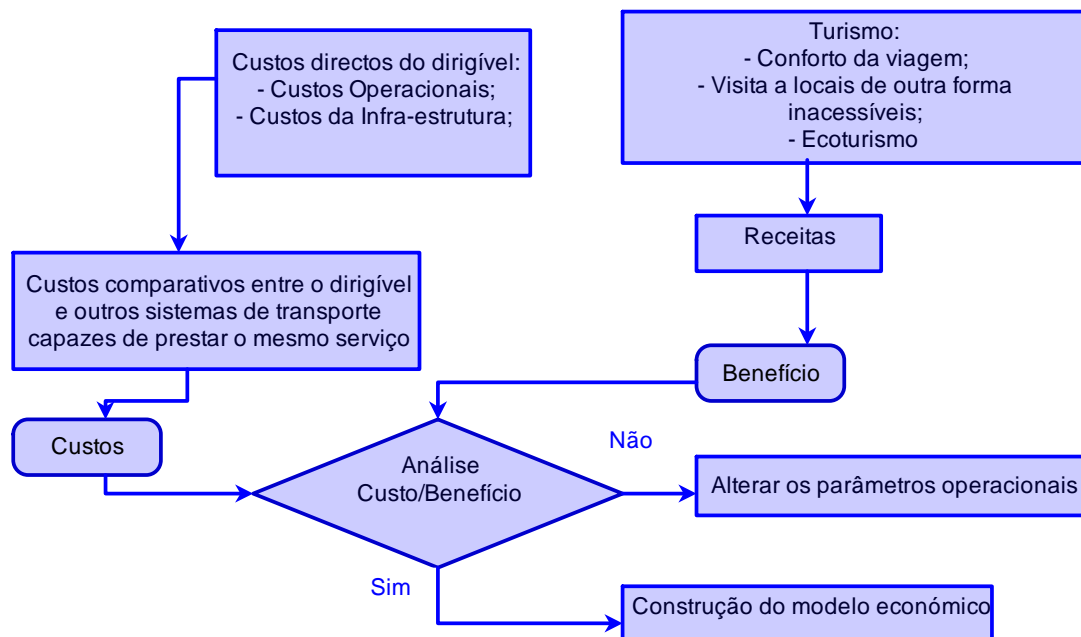 Custos directos do dirigível:
- Custos Operacionais;
- Custos da Infra-estrutura;
Turismo:
- Conforto da viagem;
- Visita a locais de outra forma
inacessíveis;
- Ecoturismo
Receitas
Custos comparativos entre o dirigível
e outros sistemas de transporte
capazes de prestar o mesmo serviço
Benefício
Custos
Não
Análise
Custo/Benefício
Alterar os parâmetros operacionais
Sim
Construção do modelo económico